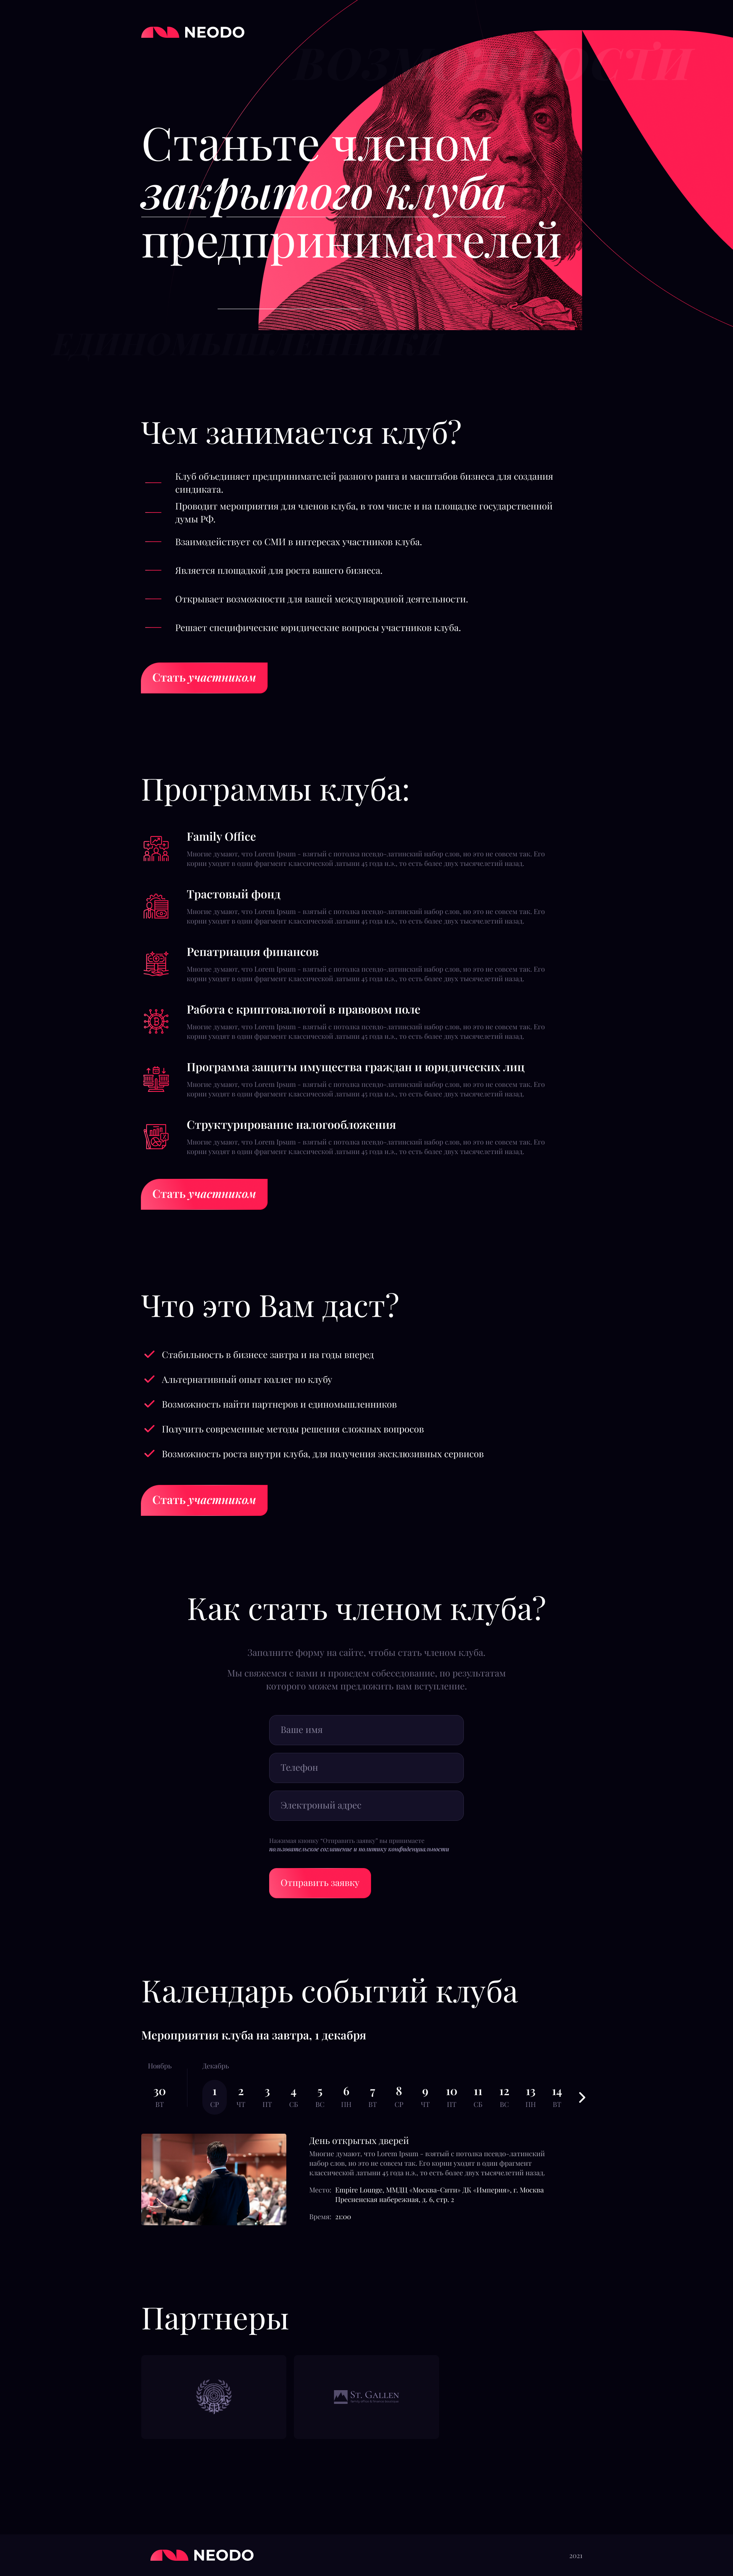 NEODO
ВОЗМОЖНОСТИ
Станьте членом
закрытого клуба
предпринимателей
ЕДИНОМЫШЛЕННИКИ
Чем занимается клуб?
Клуб объединяет предпринимателей разного ранга и масштабов бизнеса для создания
синдиката.
Проводит мероприятия для членов клуба, в том числе и на площадке государственной
думы РФ.
Взаимодействует со СМИ в интересах участников клуба.
Является площадкой для роста вашего бизнеса.
Открывает возможности для вашей международной деятельности.
Решает специфические юридические вопросы участников клуба.
Стать участником
Программы клуба:
Family Office
Многие думают, что Lorem Ipsum - взятый с потолка псевдо-латинский набор слов, но это не совсем так. Его
корни уходят в один фрагмент классической латыни 45 года н.э., то есть более двух тысячелетий назад.
Трастовый фонд
Многие думают, что Lorem Ipsum - взятый с потолка псевдо-латинский набор слов, но это не совсем так. Его
корни уходят в один фрагмент классической латыни 45 года н.э., то есть более двух тысячелетий назад.
Репатриация финансов
Многие думают, что Lorem Ipsum - взятый с потолка псевдо-латинский набор слов, но это не совсем так. Его
корни уходят в один фрагмент классической латыни 45 года н.э., то есть более двух тысячелетий назад.
Работа с криптовалютой в правовом поле
Многие думают, что Lorem Ipsum - взятый с потолка псевдо-латинский набор слов, но это не совсем так. Его
корни уходят в один фрагмент классической латыни 45 года н.э., то есть более двух тысячелетий назад.
Программа защиты имущества граждан и юридических лиц
Многие думают, что Lorem Ipsum - взятый с потолка псевдо-латинский набор слов, но это не совсем так. Его
корни уходят в один фрагмент классической латыни 45 года н.э., то есть более двух тысячелетий назад.
Структурирование налогообложения
Многие думают, что Lorem Ipsum - взятый с потолка псевдо-латинский набор слов, но это не совсем так. Его
корни уходят в один фрагмент классической латыни 45 года н.э., то есть более двух тысячелетий назад.
Стать участником
Что это Вам даст?
Стабильность в бизнесе завтра и на годы вперед
Альтернативный опыт коллег по клубу
Возможность найти партнеров и единомышленников
Получить современные методы решения сложных вопросов
Возможность роста внутри клуба, для получения эксклюзивных сервисов
Стать участником
Как стать членом клуба?
Заполните форму на сайте, чтобы стать членом клуба.
Мы свяжемся с вами и проведем собеседование, по результатам
которого можем предложить вам вступление.
Ваше имя
Телефон
Электроный адрес
Нажимая кнопку “Отправить заявку” вы принимаете
пользовательское соглашение и политику конфиденциальности
Отправить заявку
Календарь событий клуба
Мероприятия клуба на завтра, 1 декабря
Ноябрь Декабрь
30 1 2 3 4 5 6 7 8 9 10 11 12 13 14
ВТ СР ЧТ ПТ СБ ВС ПН ВТ СР ЧТ ПТ СБ ВС ПН ВТ
День открытых дверей
Многие думают, что Lorem Ipsum - взятый с потолка псевдо-латинский
набор слов, но это не совсем так. Его корни уходят в один фрагмент
классической латыни 45 года н.э., то есть более двух тысячелетий назад.
Место: Empire Lounge, ММДЦ «Москва-Сити» ДК «Империя», г. Москва
Пресненская набережная, д. 6, стр. 2
Время: 21:00
Партнеры
St. Gallen
NEODO
2021